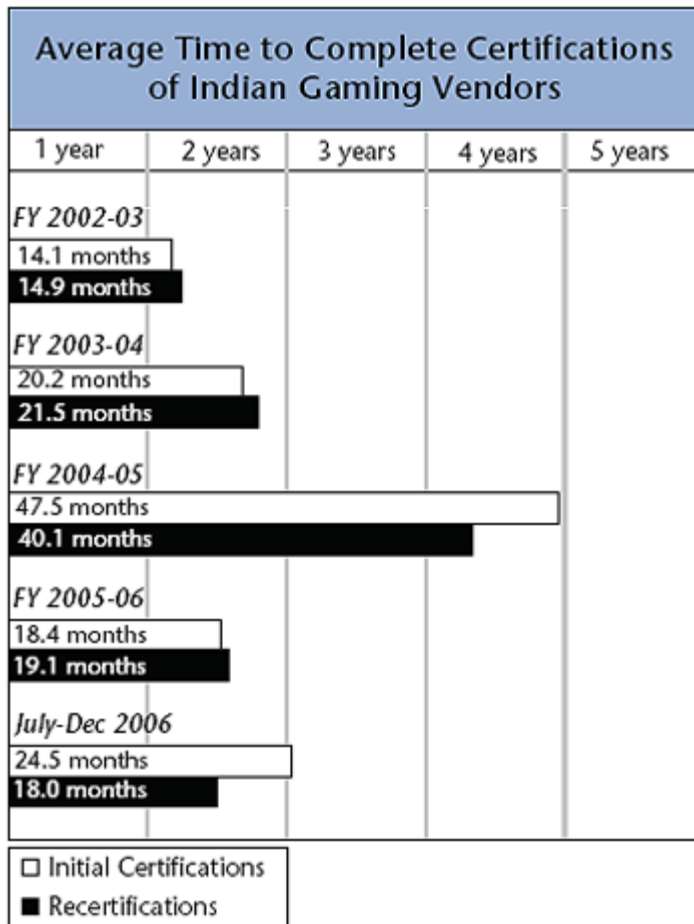 Average Time to Complete Certifications
of Indian Gaming Vendors
1 year 2 years 3 years 4 years 5 years
FY 2002-03
14.1 months
14.9 months
FY 2003-04
20.2 months
21.5 months
FY 2004-05
47.5 months
40.1 months
FY 2005-06
18.4 months
19.1 months
July-Dec 2006
24.5 months
18.0 months
Initial Certifications
Recertifications